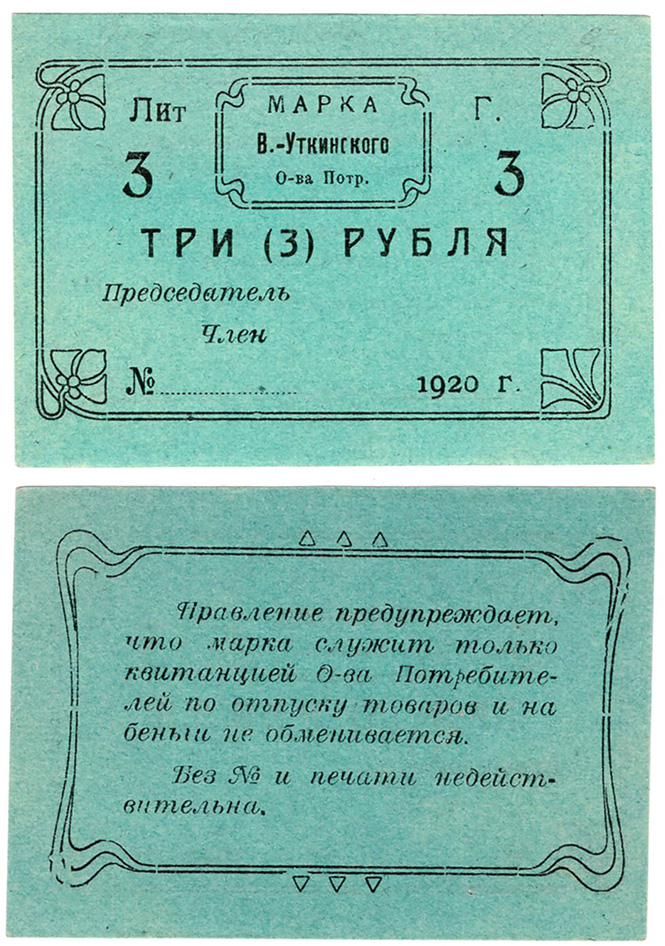 Лит МАРКА Г.
В.-Уткинского
3 О-ва Потр. 3
ТРИ (3) РУБЛЯ
Председатель
Член
№ 1920 г.
Правление предупреждает,
что марка служит только
квитанцией О-ва Потребите-
лей по отпуску товаров и на
беньги не обменивается.
Без № и печати недейст-
вительна.